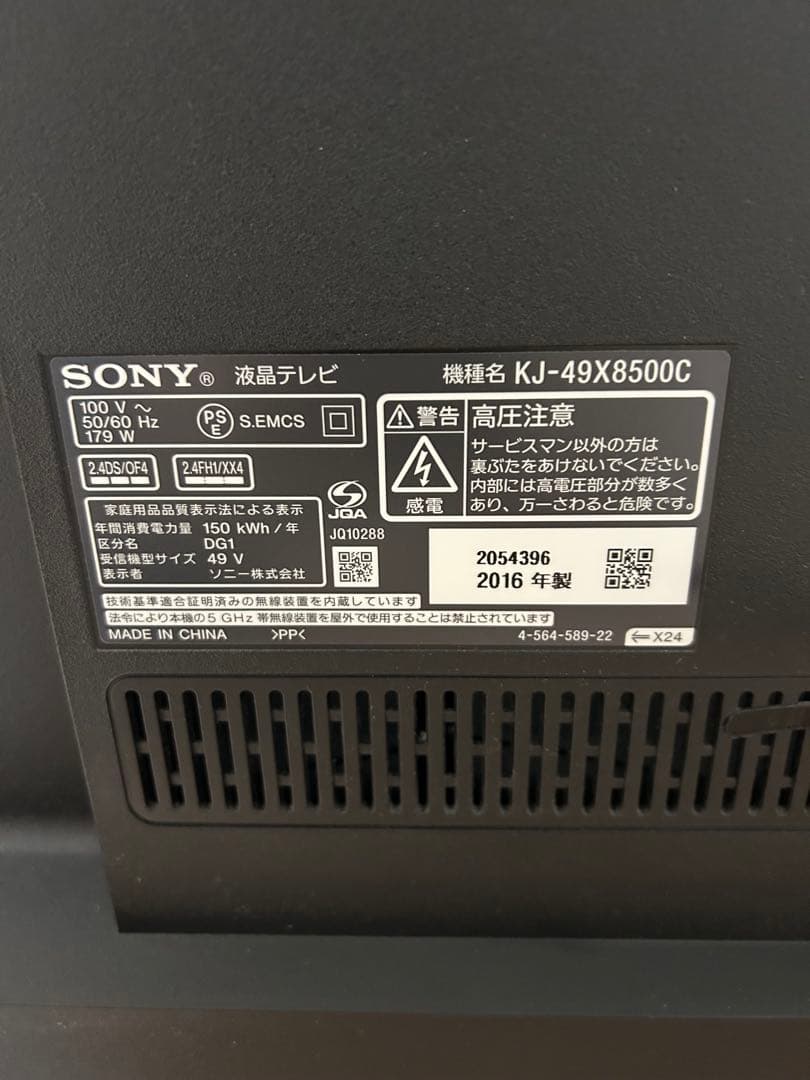 SONY® 液晶テレビ 機種名 KJ-49X8500C
100 V ～
50/60 Hz
179 W
PS
E
S.EMCS
2.4DS/OF4 2.4FH1/XX4
家庭用品品質表示法による表示
年間消費電力量 150 kWh / 年
区分名 DG1
受信機型サイズ 49 V
表示者 ソニー株式会社
JQA
JQ10288
警告 高圧注意
感電
サービスマン以外の方は
裏ぶたをあけないでください。
内部には高電圧部分が数多く
あり、万一さわると危険です。
2054396
2016 年製
技術基準適合証明済みの無線装置を内蔵しています
法令により本機の5 GHz 帯無線装置を屋外で使用することは禁止されています
MADE IN CHINA >PP< 4-564-589-22 ⇐X24